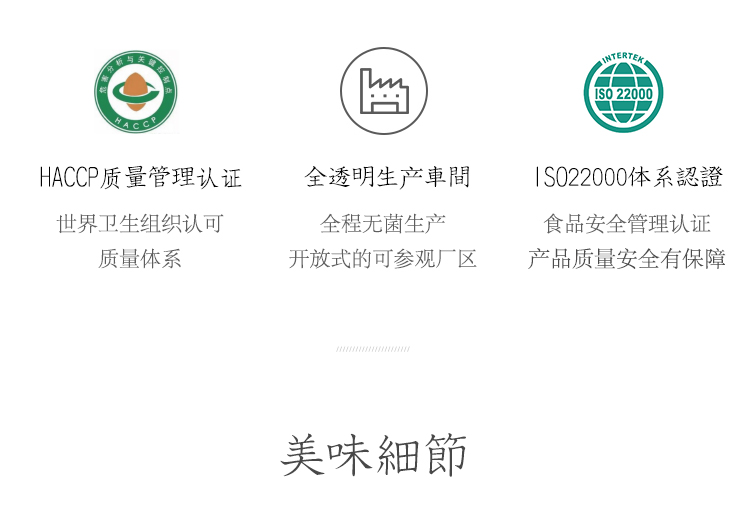 危害分析与关键控制点
HACCP
INTERTEK
ISO 22000
HACCP质量管理认证
全透明生产車間
ISO22000体系認證
世界卫生组织认可
质量体系
全程无菌生产
开放式的可参观厂区
食品安全管理认证
产品质量安全有保障
美味細節